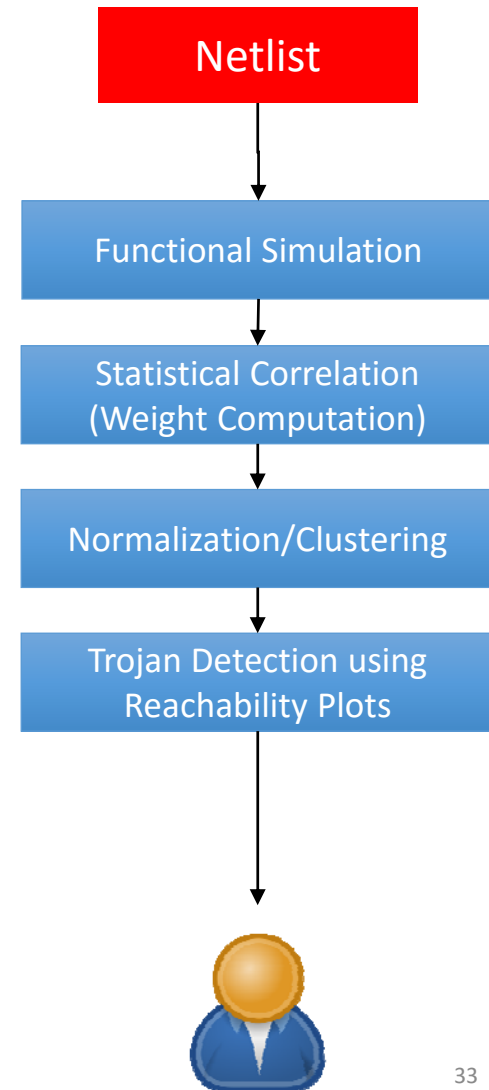 Netlist
Functional Simulation
Statistical Correlation
(Weight Computation)
Normalization/Clustering
Trojan Detection using
Reachability Plots
33